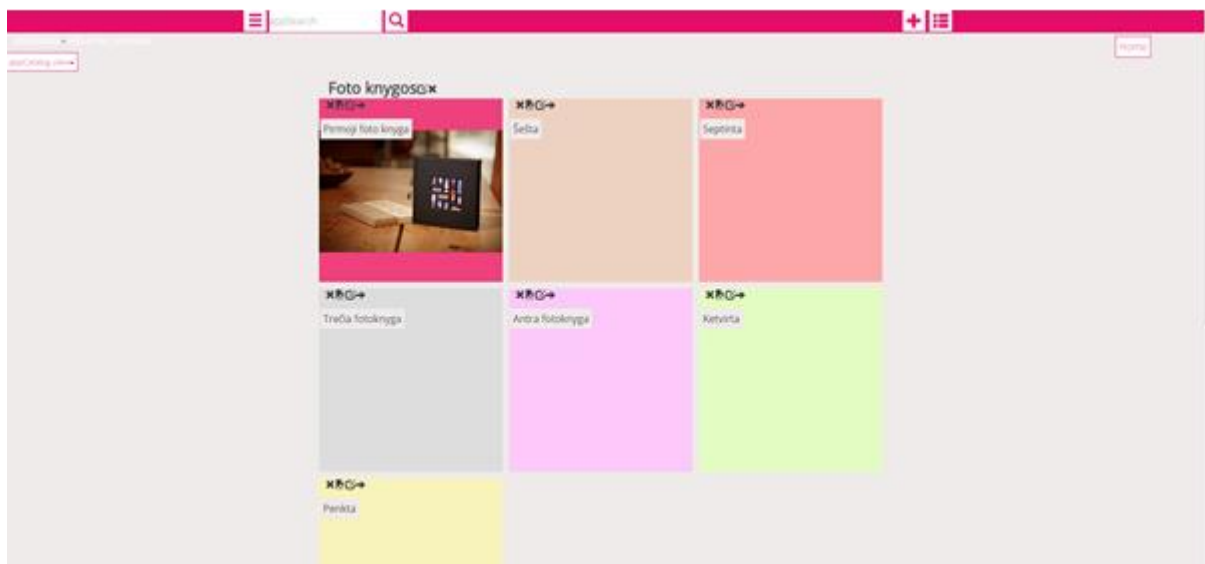 Home
Foto knygos
Pirmoji foto knyga
Šešta
Septinta
Trečia fotoknyga
Antra fotoknyga
Ketvirta
Penkta